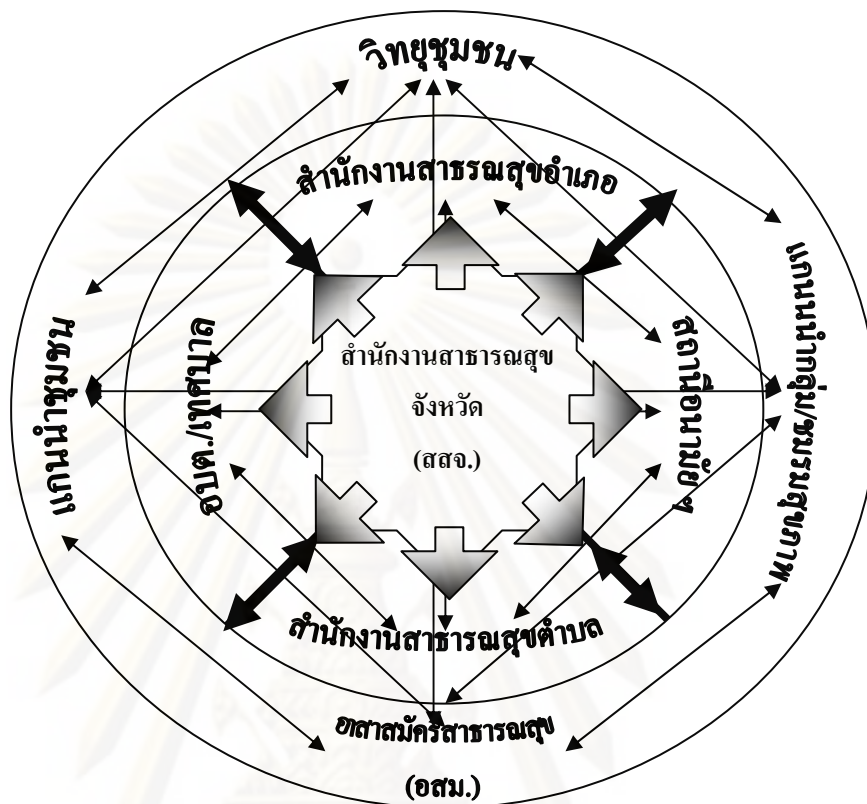 วิทยุชุมชน
สำนักงานสาธรณสุขอำเภอ
แกนนำชุมชน
อบต./เทศบาล
สำนักงานสาธารณสุข
จังหวัด
(สสจ.)
สถานีอนามัย ฯ
แกนนำกลุ่ม/ชมรมสุขภาพ
สำนักงานสาธารณสุขตำบล
อาสาสมัครสาธารณสุข
(อสม.)